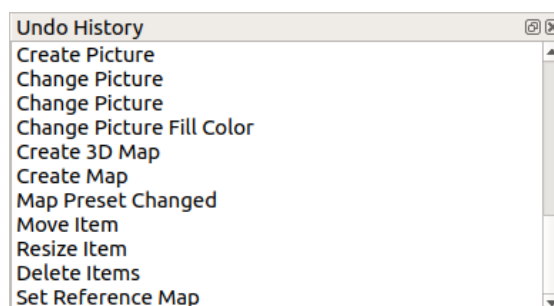 Undo History
Create Picture
Change Picture
Change Picture
Change Picture Fill Color
Create 3D Map
Create Map
Map Preset Changed
Move Item
Resize Item
Delete Items
Set Reference Map